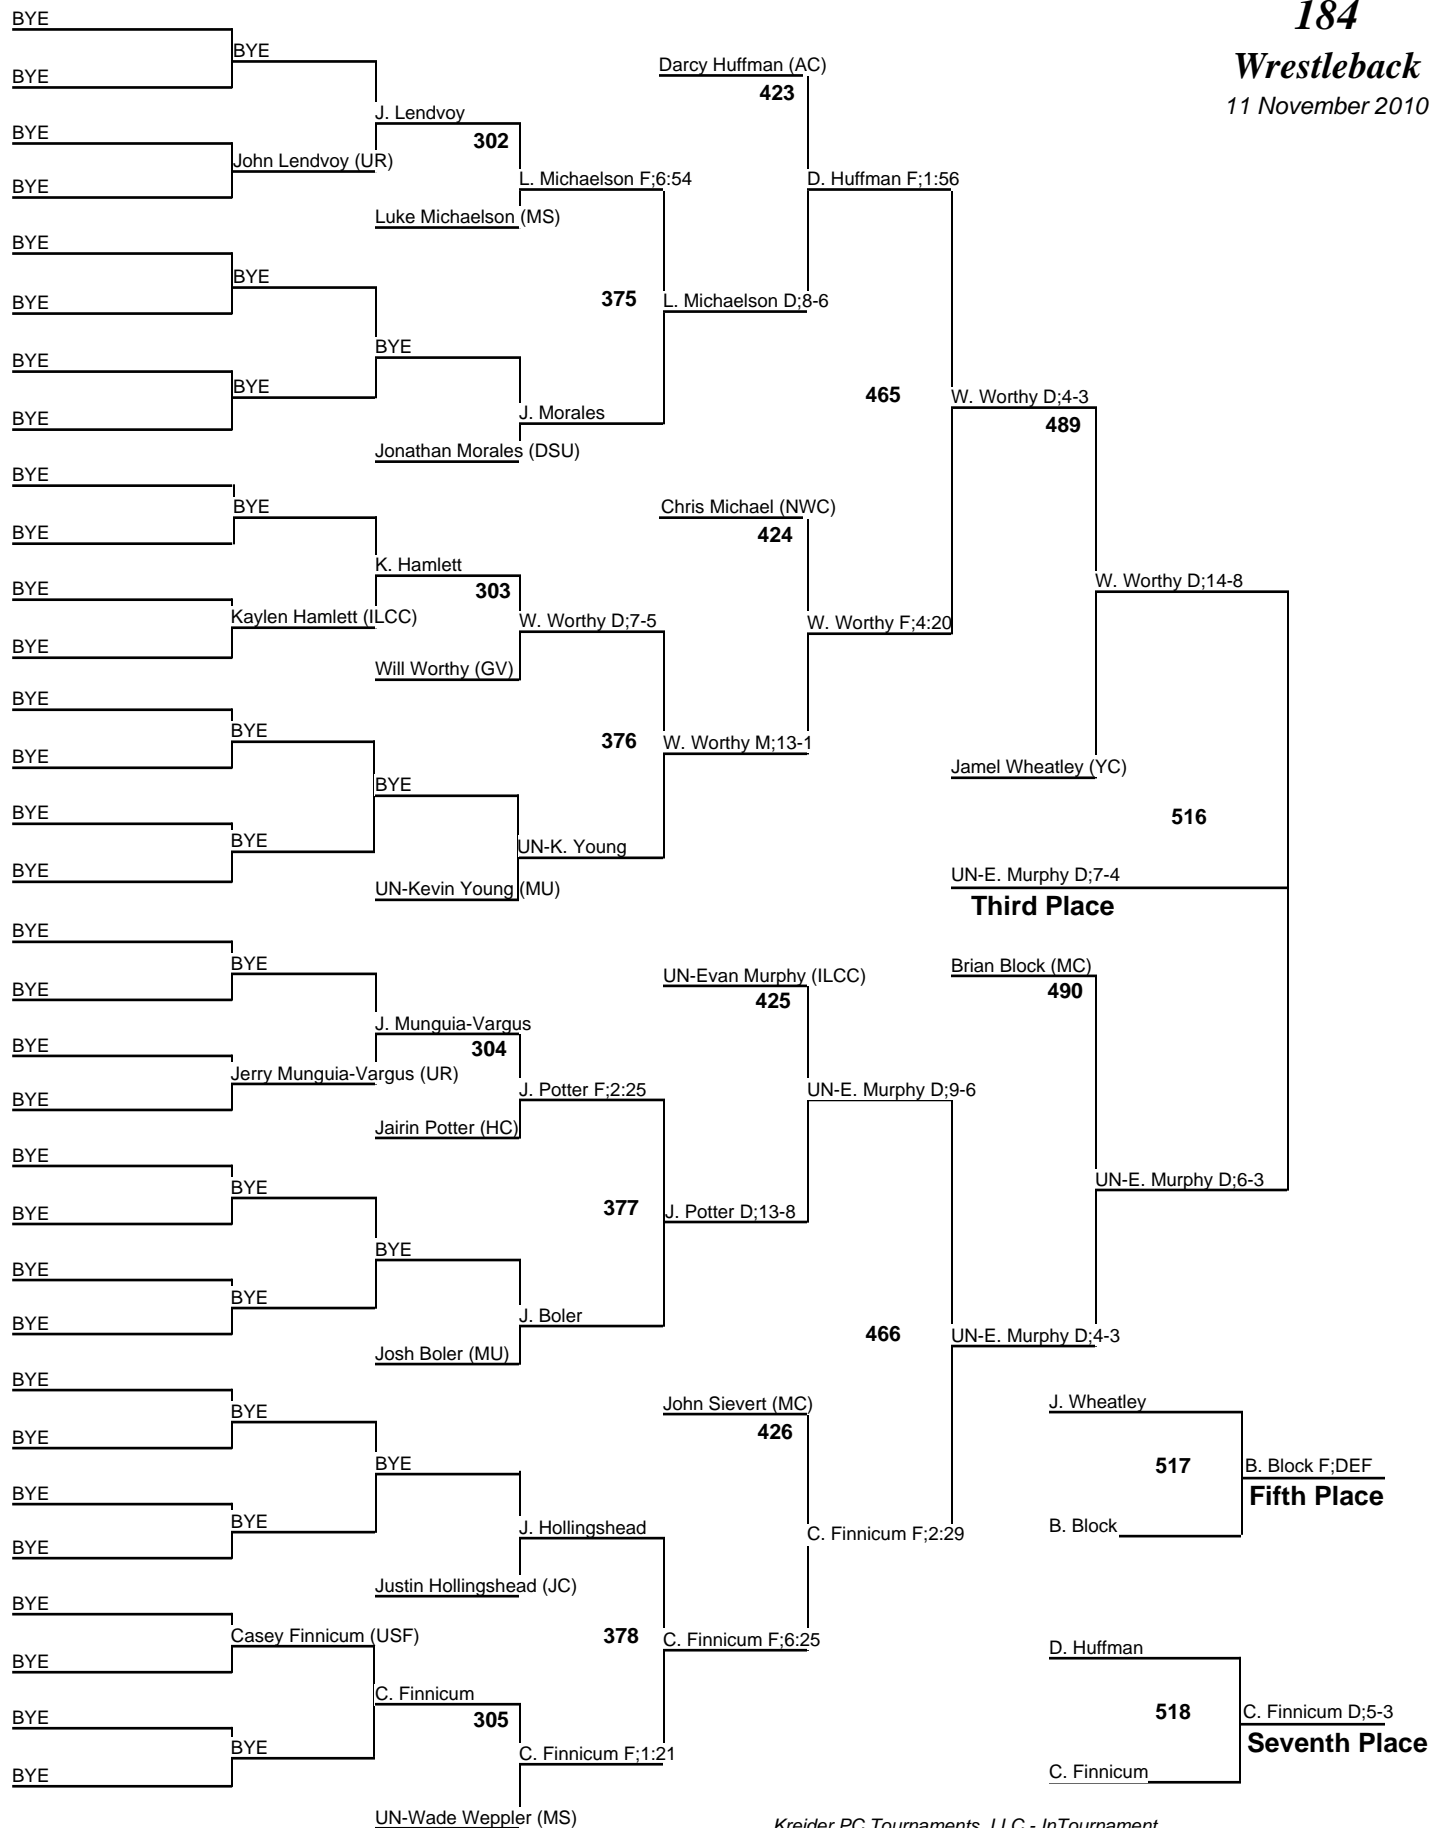 184
Wrestleback
11 November 2010
BYE
BYE
BYE
Darcy Huffman (AC)
BYE
423
J. Lendvoy
BYE
302
John Lendvoy (UR)
L. Michaelson F;6:54
D. Huffman F;1:56
BYE
Luke Michaelson (MS)
BYE
BYE
375
L. Michaelson D;8-6
BYE
BYE
BYE
BYE
465
W. Worthy D;4-3
J. Morales
BYE
489
Jonathan Morales (DSU)
BYE
BYE
Chris Michael (NWC)
BYE
424
K. Hamlett
W. Worthy D;14-8
BYE
303
Kaylen Hamlett (ILCC)
W. Worthy D;7-5
W. Worthy F;4:20
BYE
Will Worthy (GV)
BYE
BYE
376
W. Worthy M;13-1
BYE
Jamel Wheatley (YC)
BYE
BYE
516
BYE
UN-K. Young
BYE
UN-E. Murphy D;7-4
UN-Kevin Young (MU)
Third Place
BYE
BYE
Brian Block (MC)
UN-Evan Murphy (ILCC)
BYE
490
425
J. Munguia-Vargus
BYE
304
Jerry Munguia-Vargus (UR)
J. Potter F;2:25
UN-E. Murphy D;9-6
BYE
Jairin Potter (HC)
BYE
UN-E. Murphy D;6-3
BYE
377
J. Potter D;13-8
BYE
BYE
BYE
BYE
J. Boler
BYE
466
UN-E. Murphy D;4-3
Josh Boler (MU)
BYE
John Sievert (MC)
J. Wheatley
BYE
BYE
426
BYE
517
B. Block F;DEF
BYE
Fifth Place
BYE
J. Hollingshead
B. Block
BYE
C. Finnicum F;2:29
Justin Hollingshead (JC)
BYE
Casey Finnicum (USF)
378
C. Finnicum F;6:25
D. Huffman
BYE
C. Finnicum
BYE
305
518
C. Finnicum D;5-3
BYE
C. Finnicum F;1:21
Seventh Place
BYE
C. Finnicum
UN-Wade Weppler (MS)
Kreider PC Tournaments, LLC - InTournament